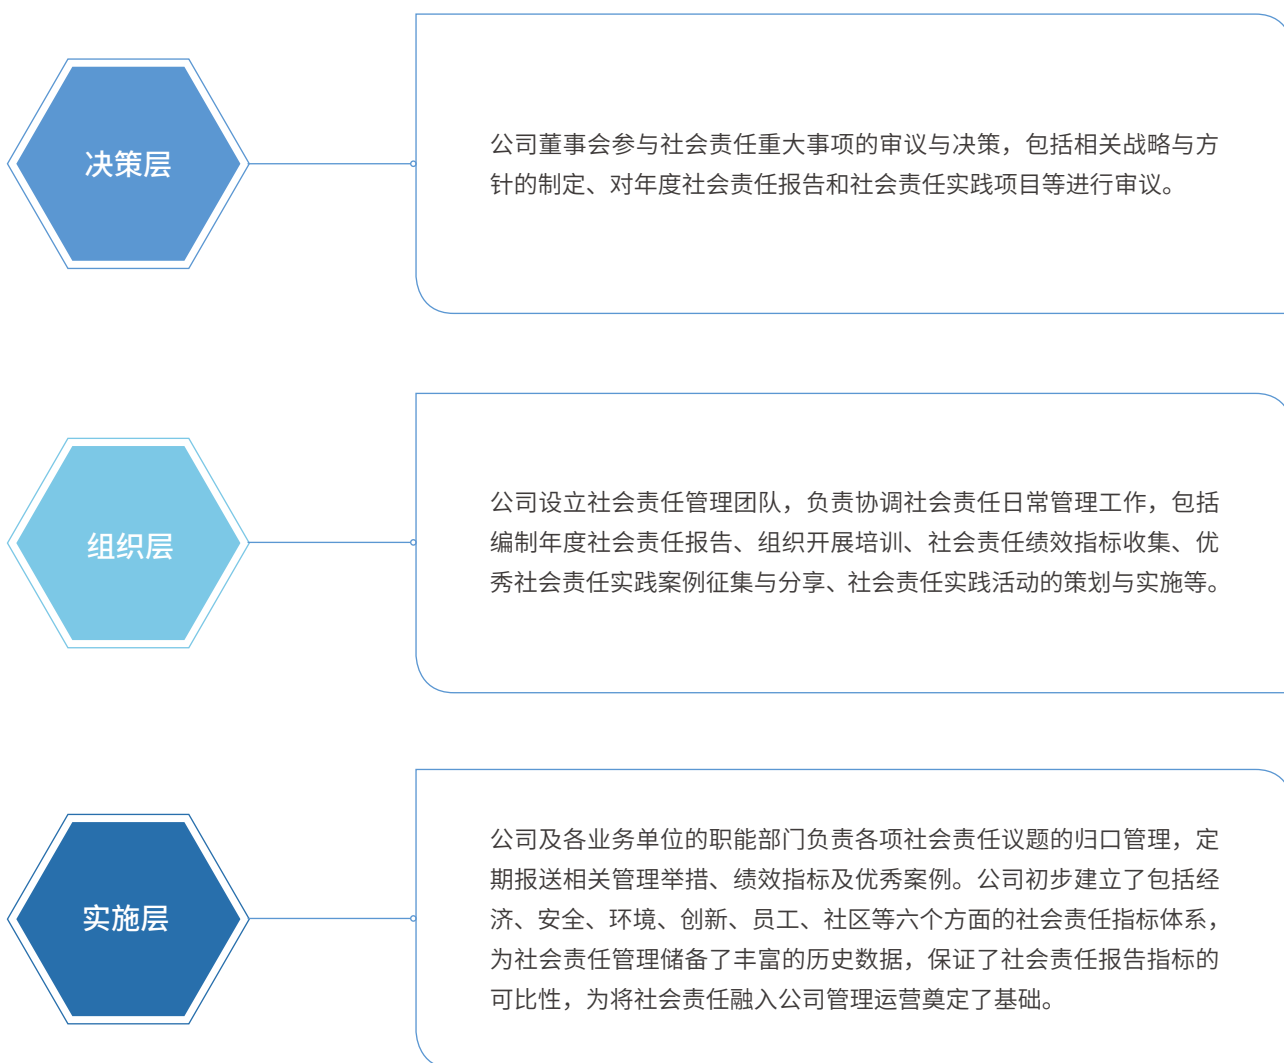 决策层
公司董事会参与社会责任重大事项的审议与决策，包括相关战略与方
针的制定、对年度社会责任报告和社会责任实践项目等进行审议。
组织层
公司设立社会责任管理团队，负责协调社会责任日常管理工作，包括
编制年度社会责任报告、组织开展培训、社会责任绩效指标收集、优
秀社会责任实践案例征集与分享、社会责任实践活动的策划与实施等。
实施层
公司及各业务单位的职能部门负责各项社会责任议题的归口管理，定
期报送相关管理举措、绩效指标及优秀案例。公司初步建立了包括经
济、安全、环境、创新、员工、社区等六个方面的社会责任指标体系，
为社会责任管理储备了丰富的历史数据，保证了社会责任报告指标的
可比性，为将社会责任融入公司管理运营奠定了基础。